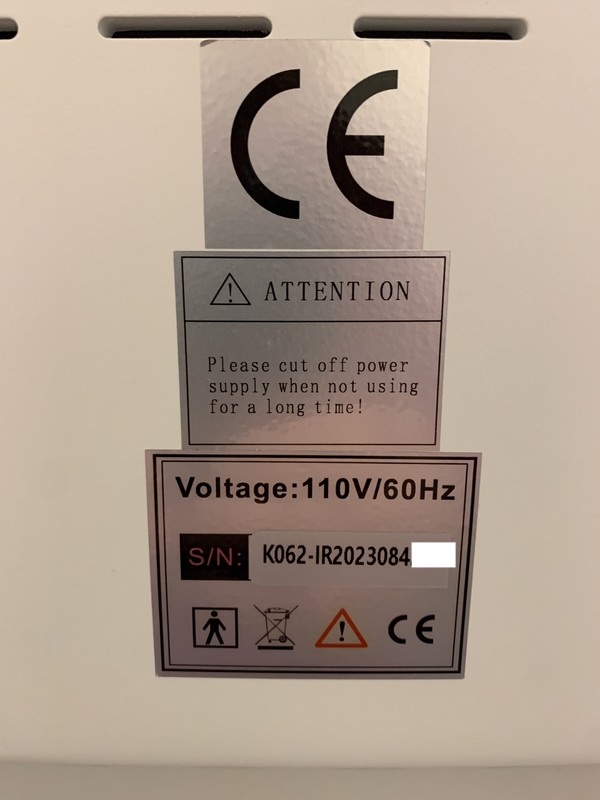 CE
ATTENTION
Please cut off power
supply when not using
for a long time!
Voltage:110V/60Hz
S/N: K062-IR2023084
CE